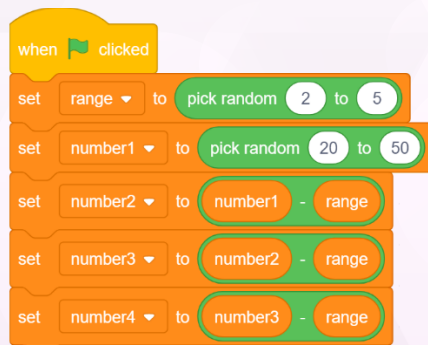 when clicked
set range to pick random 2 to 5
set number1 to pick random 20 to 50
set number2 to number1 - range
set number3 to number2 - range
set number4 to number3 - range